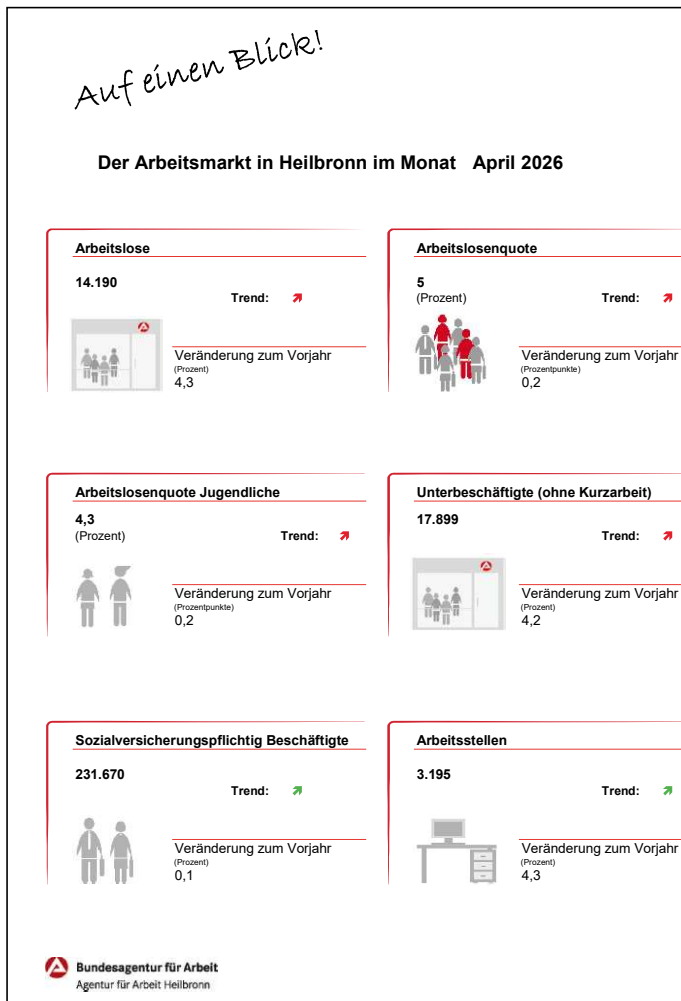 Auf einen Blick!
Der Arbeitsmarkt in Heilbronn im Monat April 2026
Arbeitslose
14.190
Trend:
Veränderung zum Vorjahr
(Prozent)
4,3
Arbeitslosenquote
5
(Prozent)
Trend:
Veränderung zum Vorjahr
(Prozentpunkte)
0,2
Arbeitslosenquote Jugendliche
4,3
(Prozent)
Trend:
Veränderung zum Vorjahr
(Prozentpunkte)
0,2
Unterbeschäftigte (ohne Kurzarbeit)
17.899
Trend:
Veränderung zum Vorjahr
(Prozent)
4,2
Sozialversicherungspflichtig Beschäftigte
231.670
Trend:
Veränderung zum Vorjahr
(Prozent)
0,1
Arbeitsstellen
3.195
Trend:
Veränderung zum Vorjahr
(Prozent)
4,3
Bundesagentur für Arbeit
Agentur für Arbeit Heilbronn